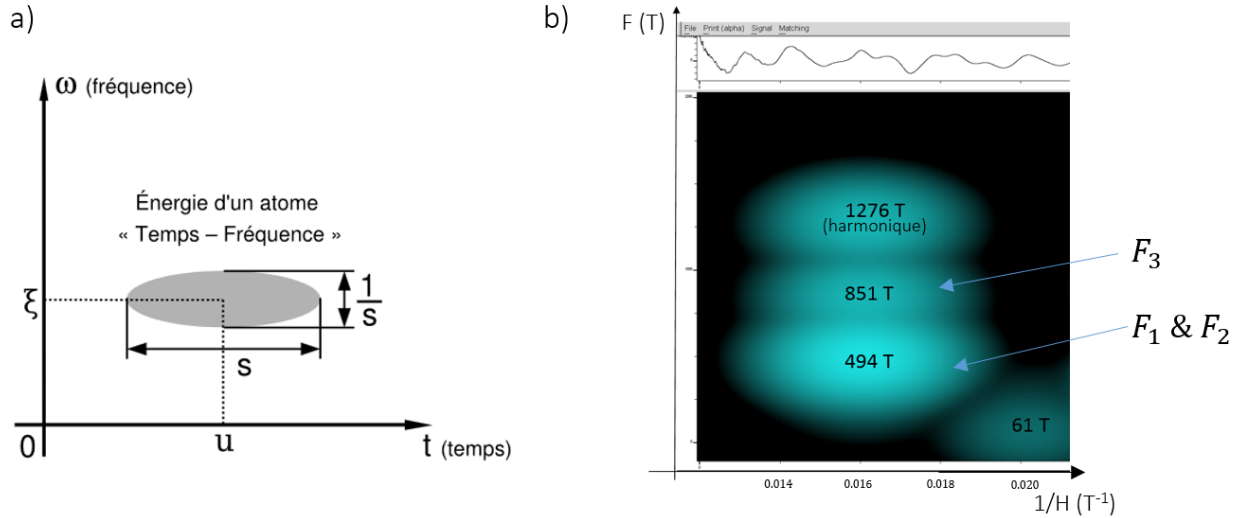 a)
ω (fréquence)
Énergie d'un atome
« Temps – Fréquence »
ξ
1
s
s
0
u
t (temps)
b)
F (T)
File Print (alpha) Signal Matching
1276 T
(harmonique)
851 T
494 T
61 T
F3
F1 & F2
0.014 0.016 0.018 0.020
1/H (T-1)